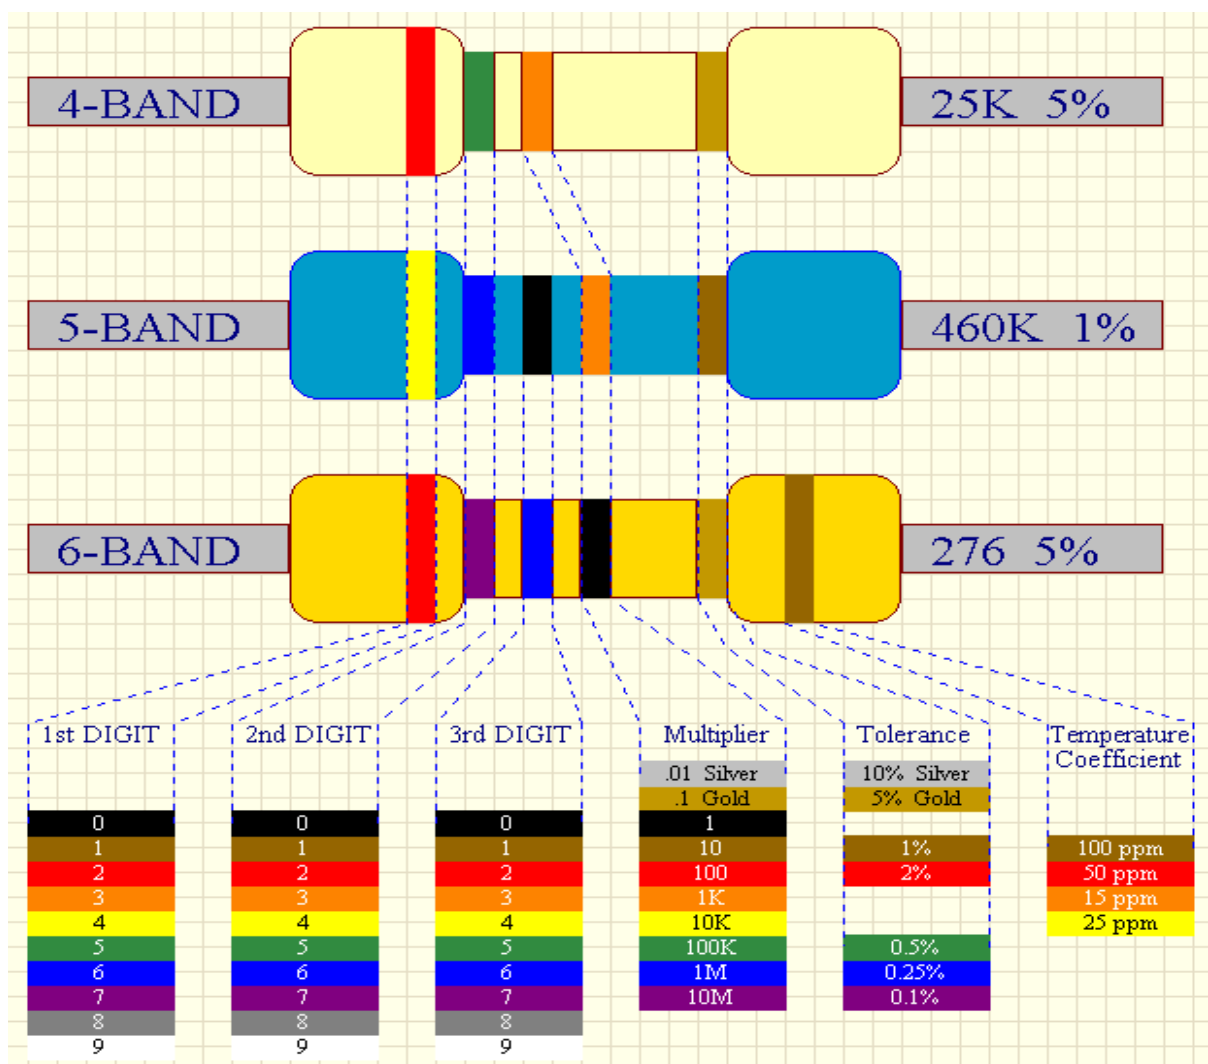 4-BAND 25K 5%
5-BAND 460K 1%
6-BAND 276 5%
1st DIGIT 2nd DIGIT 3rd DIGIT Multiplier Tolerance Temperature
Coefficient
.01 Silver 10% Silver
.1 Gold 5% Gold
0 0 0 1
1 1 1 10 1% 100 ppm
2 2 2 100 2% 50 ppm
3 3 3 1K 15 ppm
4 4 4 10K 25 ppm
5 5 5 100K 0.5%
6 6 6 1M 0.25%
7 7 7 10M 0.1%
8 8 8
9 9 9